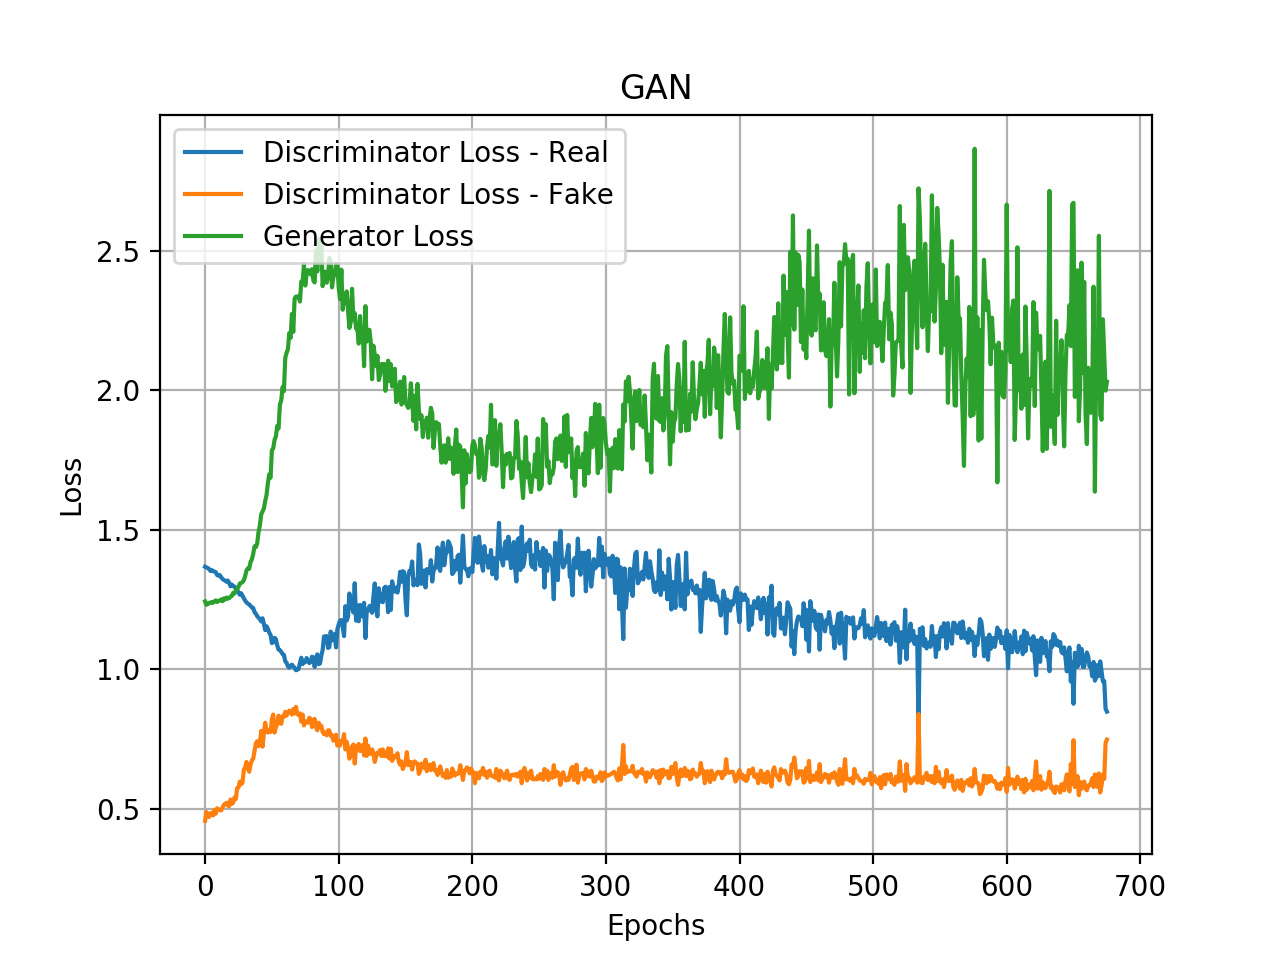 GAN
Discriminator Loss - Real
Discriminator Loss - Fake
Generator Loss
2.5
2.0
1.5
1.0
0.5
Loss
0 100 200 300 400 500 600 700
Epochs